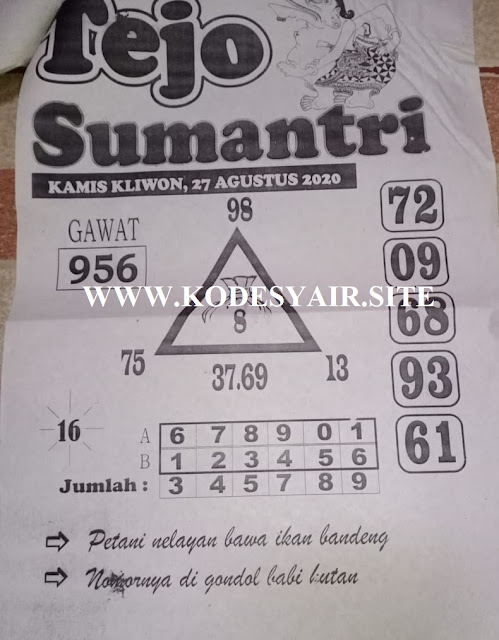 Tejo
Sumantri
KAMIS KLIWON, 27 AGUSTUS 2020
98
72
GAWAT
956
09
WWW.KODESYAIR.SITE
8
68
75
37.69
13
93
16
A 6 7 8 9 0 1
61
B 1 2 3 4 5 6
Jumlah : 3 4 5 7 8 9
⇨ Petani nelayan bawa ikan bandeng
⇨ Nomornya di gondol babi hutan